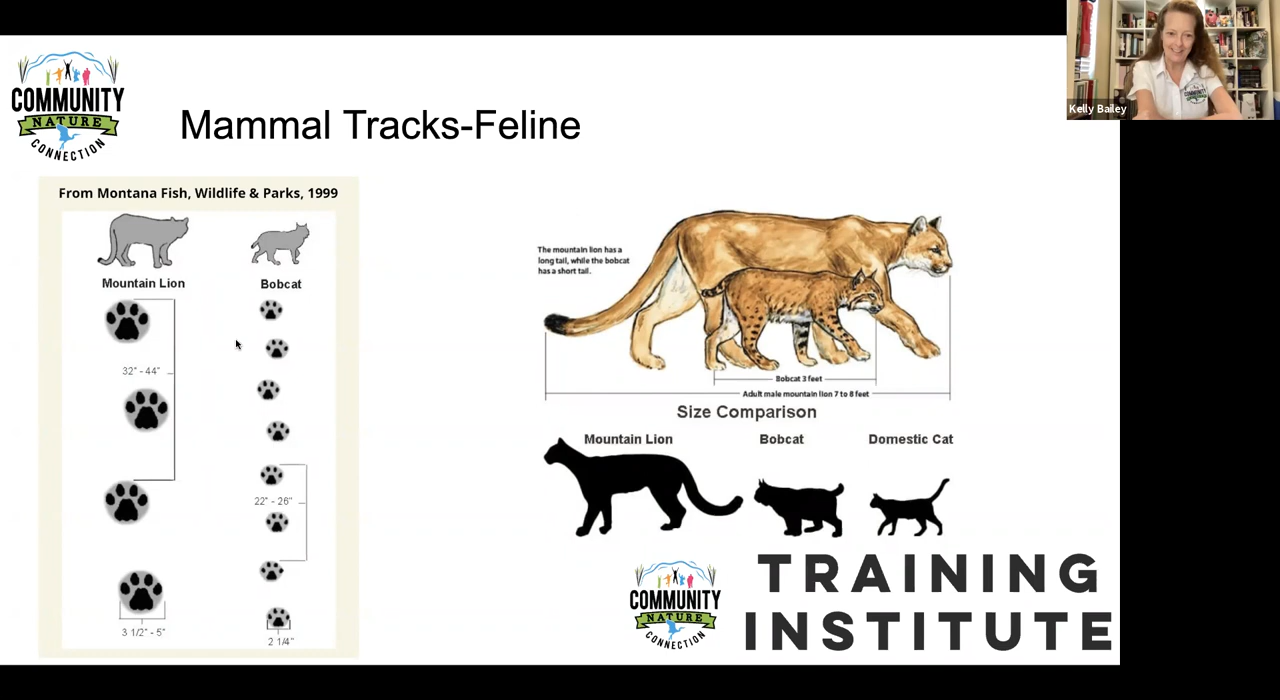 Kelly Bailey
COMMUNITY
NATURE
CONNECTION
Mammal Tracks-Feline
From Montana Fish, Wildlife & Parks, 1999
Mountain Lion
Bobcat
32" - 44"
22" - 26"
3 1/2" - 5"
2 1/4"
The mountain lion has a
long tail, while the bobcat
has a short tail.
Bobcat 3 feet
Adult male mountain lion 7 to 8 feet
Size Comparison
Mountain Lion
Bobcat
Domestic Cat
COMMUNITY
NATURE
CONNECTION
TRAINING
INSTITUTE